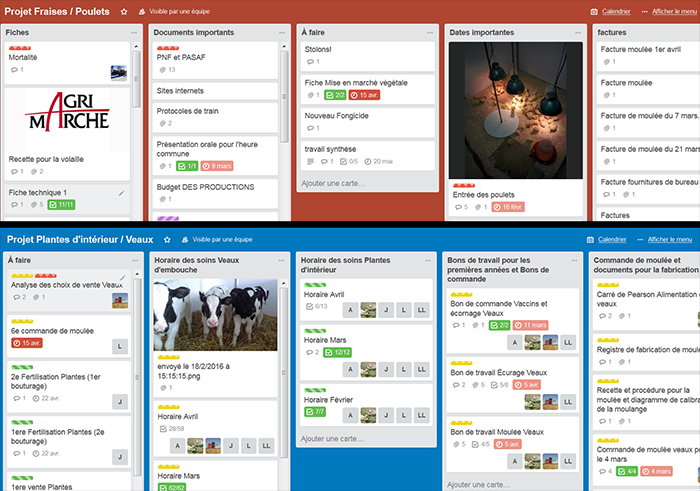 Projet Fraises / Poulets
Visible par une équipe
Calendrier
Afficher le menu
Fiches
Mortalité
1
AGRI
MARCHE
Recette pour la volaille
1 2
Fiche technique 1
1 5 11/11
Documents importants
PNF et PASAF
13
Sites internets
Protocoles de train
2
Présentation orale pour l'heure
commune
2 1/1 9 mars
Budget DES PRODUCTIONS
1
À faire
Stolons!
1
Fiche Mise en marché végétale
1 2/2 15 avr.
Nouveau Fongicide
1
travail synthèse
1 0/5 20 mai
Ajouter une carte…
Dates importantes
Entrée des poulets
5 1 16 févr.
factures
Facture moulée 1er avril
1
Facture moulée
1
Facture de moulée du 7 mars.
1
Facture de moulée du 21 mars
1
Facture fournitures de bureau
1 1
Factures
Projet Plantes d'intérieur / Veaux
Visible par une équipe
Calendrier
Afficher le menu
À faire
Analyse des choix de vente Veaux
2 1
6e commande de moulée
15 avr.
L
2e Fertilisation Plantes (1er
bouturage)
1 22 avr.
J
1ere Fertilisation Plantes (2e
bouturage)
1 22 avr.
J
1ere vente Plantes
Horaire des soins Veaux
d'embouche
envoyé le 18/2/2016 à
15:15:15.png
1
Horaire Avril
28/58
A J L LL
Horaire Mars
62/62
Horaire des soins Plantes
d'intérieur
Horaire Avril
6/13
A J L LL
Horaire Mars
2 12/12
A J L LL
Horaire Février
7/7
A J L LL
Ajouter une carte…
Bons de travail pour les
premières années et Bons de
commande
Bon de commande Vaccins et
écornage Veaux
1 1 2/2 11 mars
A J LL
Bon de travail Écurage Veaux
2 5 5/6 5 avr.
J LL
Bon de travail Moulée Veaux
5 4/5 5 avr.
A L LL
Ajouter une carte…
Commande de moulée et
documents pour la fabrication
Carré de Pearson Alimentation
veaux
2 1
Registre de fabrication de moulé
1 1
Recette et procédure pour la
moulée et diagramme de calibra
de la moulange
1 1
Commande de moulée veaux po
le 4 mars
4 4/4 4 mars